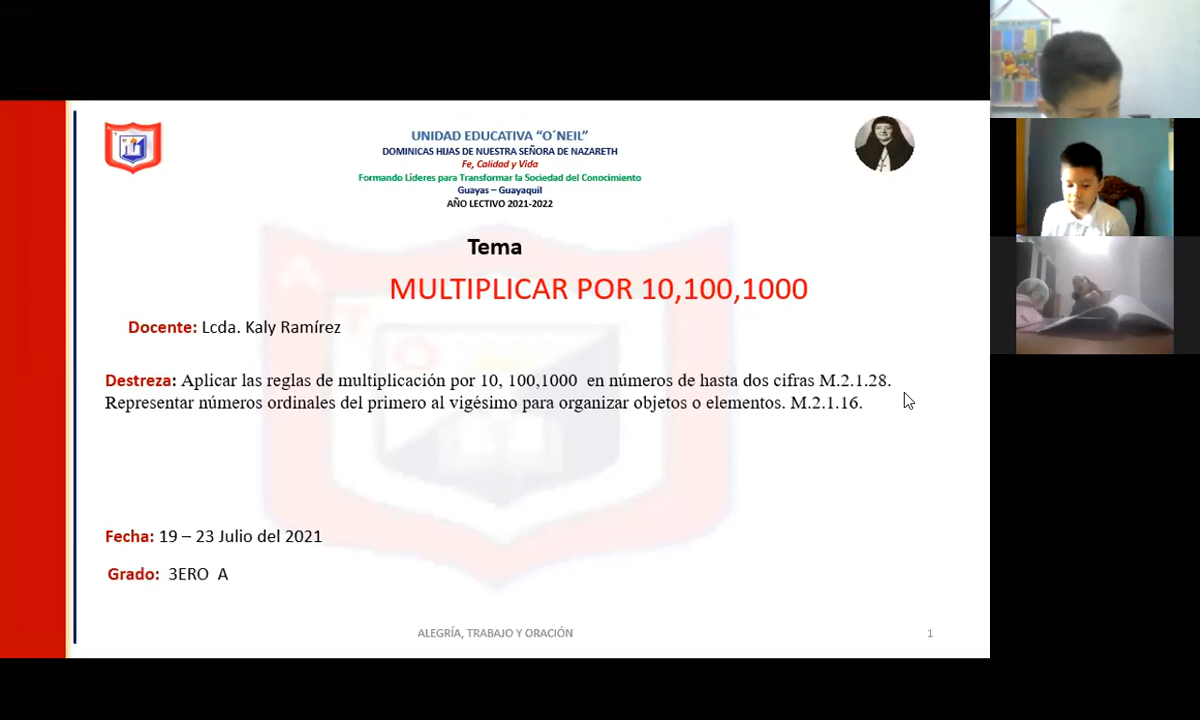 UNIDAD EDUCATIVA “O´NEIL”
DOMINICAS HIJAS DE NUESTRA SEÑORA DE NAZARETH
Fe, Calidad y Vida
Formando Líderes para Transformar la Sociedad del Conocimiento
Guayas – Guayaquil
AÑO LECTIVO 2021-2022
Tema
MULTIPLICAR POR 10,100,1000
Docente: Lcda. Kaly Ramírez
Destreza: Aplicar las reglas de multiplicación por 10, 100,1000 en números de hasta dos cifras M.2.1.28.
Representar números ordinales del primero al vigésimo para organizar objetos o elementos. M.2.1.16.
Fecha: 19 – 23 Julio del 2021
Grado: 3ERO A
ALEGRÍA, TRABAJO Y ORACIÓN
1